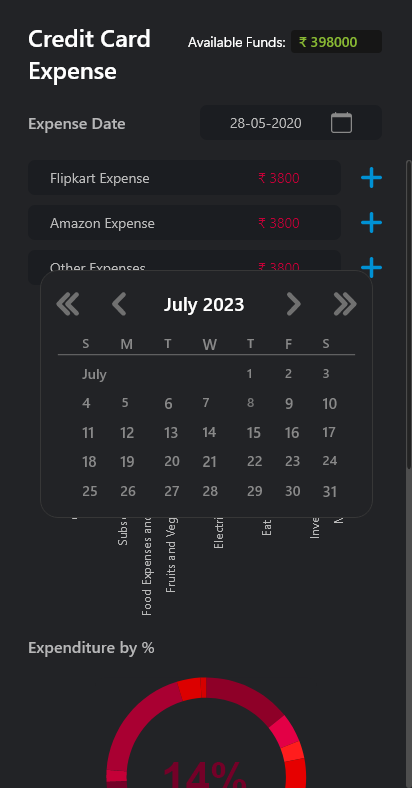 Credit Card
Expense
Available Funds: ₹ 398000
Expense Date
28-05-2020
Flipkart Expense ₹ 3800
Amazon Expense ₹ 3800
Other Expenses ₹ 3800
July 2023
S M T W T F S
July 1 2 3
4 5 6 7 8 9 10
11 12 13 14 15 16 17
18 19 20 21 22 23 24
25 26 27 28 29 30 31
Food Expenses and
Fruits and Veg
Electri
Eat
Expenditure by %
14%